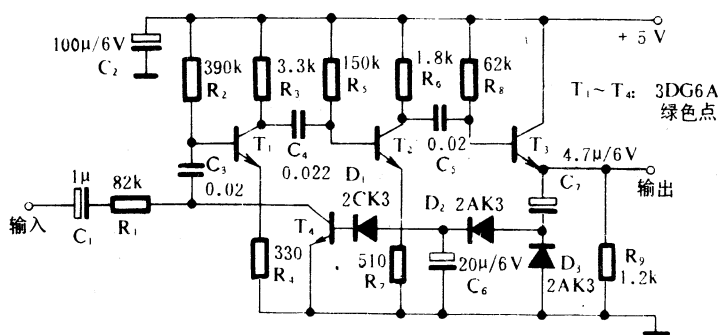 100μ/6V
C₂
+ 5 V
390k
R₂
3.3k
R₃
150k
R₅
1.8k
R₆
62k
R₈
T₁~T₄: 3DG6A
绿色点
T₁
C₄
0.022
T₂
0.02
C₅
T₃
4.7μ/6V
C₇
输出
C₃
0.02
1μ
C₁
82k
R₁
输入
D₁
2CK3
D₂ 2AK3
T₄
330
R₄
510
R₇
20μ/6V
C₆
D₃
2AK3
R₉
1.2k